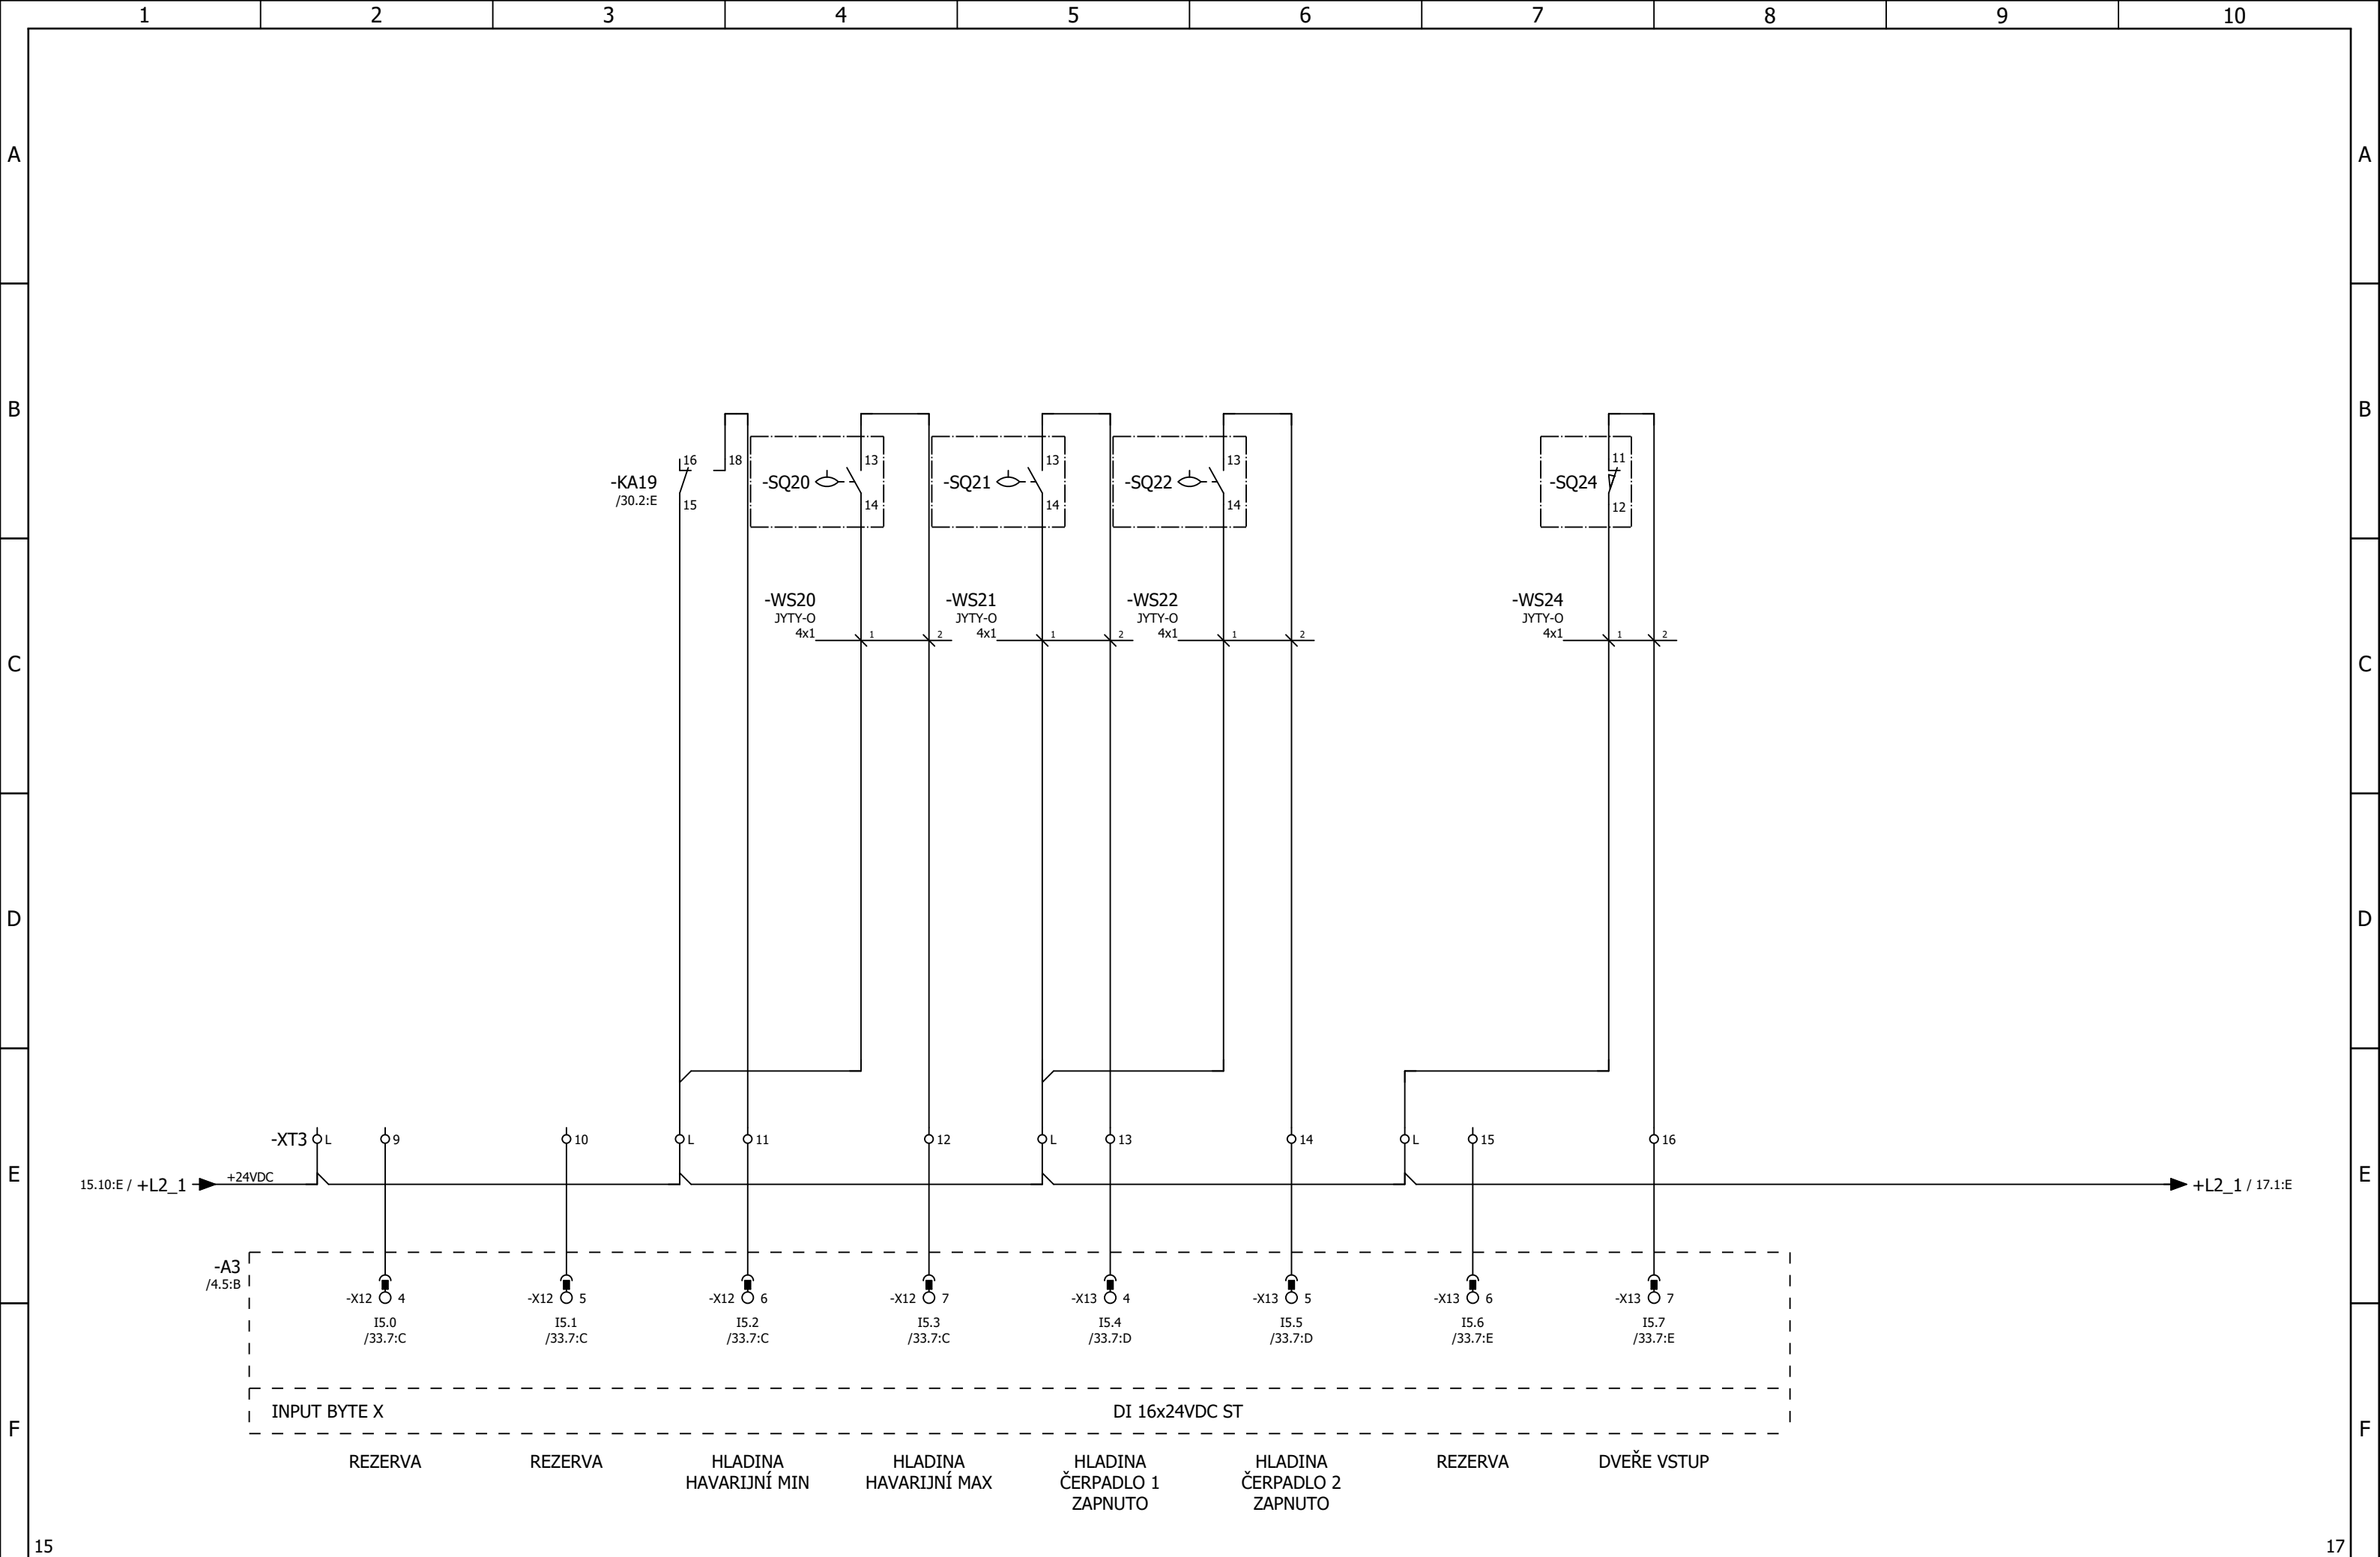 1 2 3 4 5 6 7 8 9 10
A A
B B
16 18 13 13 13 11
-KA19 -SQ20 -SQ21 -SQ22 -SQ24
/30.2:E
15 14 14 14 12
-WS20 -WS21 -WS22 -WS24
JYTY-O JYTY-O JYTY-O JYTY-O
4x1 1 2 4x1 1 2 4x1 1 2 4x1 1 2
C C
D D
-XT3 L 9 10 L 11 12 L 13 14 L 15 16
E E
+24VDC
15.10:E / +L2_1 +L2_1 / 17.1:E
-A3
/4.5:B
-X12 4 -X12 5 -X12 6 -X12 7 -X13 4 -X13 5 -X13 6 -X13 7
I5.0 I5.1 I5.2 I5.3 I5.4 I5.5 I5.6 I5.7
/33.7:C /33.7:C /33.7:C /33.7:C /33.7:D /33.7:D /33.7:E /33.7:E
INPUT BYTE X DI 16x24VDC ST
F F
REZERVA REZERVA HLADINA HLADINA HLADINA HLADINA REZERVA DVEŘE VSTUP
HAVARIJNÍ MIN HAVARIJNÍ MAX ČERPADLO 1 ČERPADLO 2
ZAPNUTO ZAPNUTO
15 17